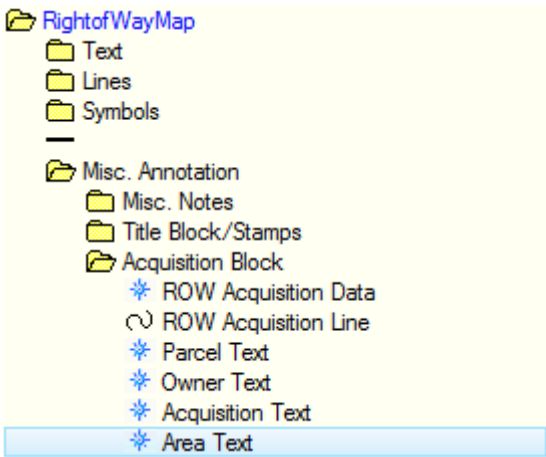 RightofWayMap
Text
Lines
Symbols
Misc. Annotation
Misc. Notes
Title Block/Stamps
Acquisition Block
ROW Acquisition Data
ROW Acquisition Line
Parcel Text
Owner Text
Acquisition Text
Area Text